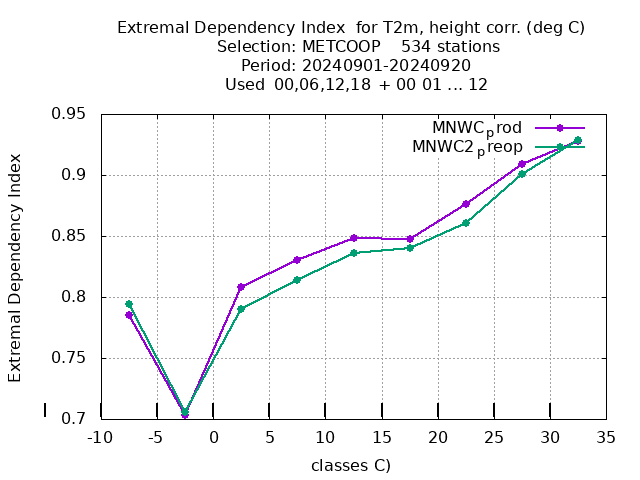 Extremal Dependency Index  for T2m, height corr. (deg C)
Selection: METCOOP    534 stations
Period: 20240901-20240920
Used  00,06,12,18 + 00 01 ... 12
MNWCprod
MNWC2preop
Extremal Dependency Index
0.95
0.9
0.85
0.8
0.75
0.7
-10 -5 0 5 10 15 20 25 30 35
classes C)